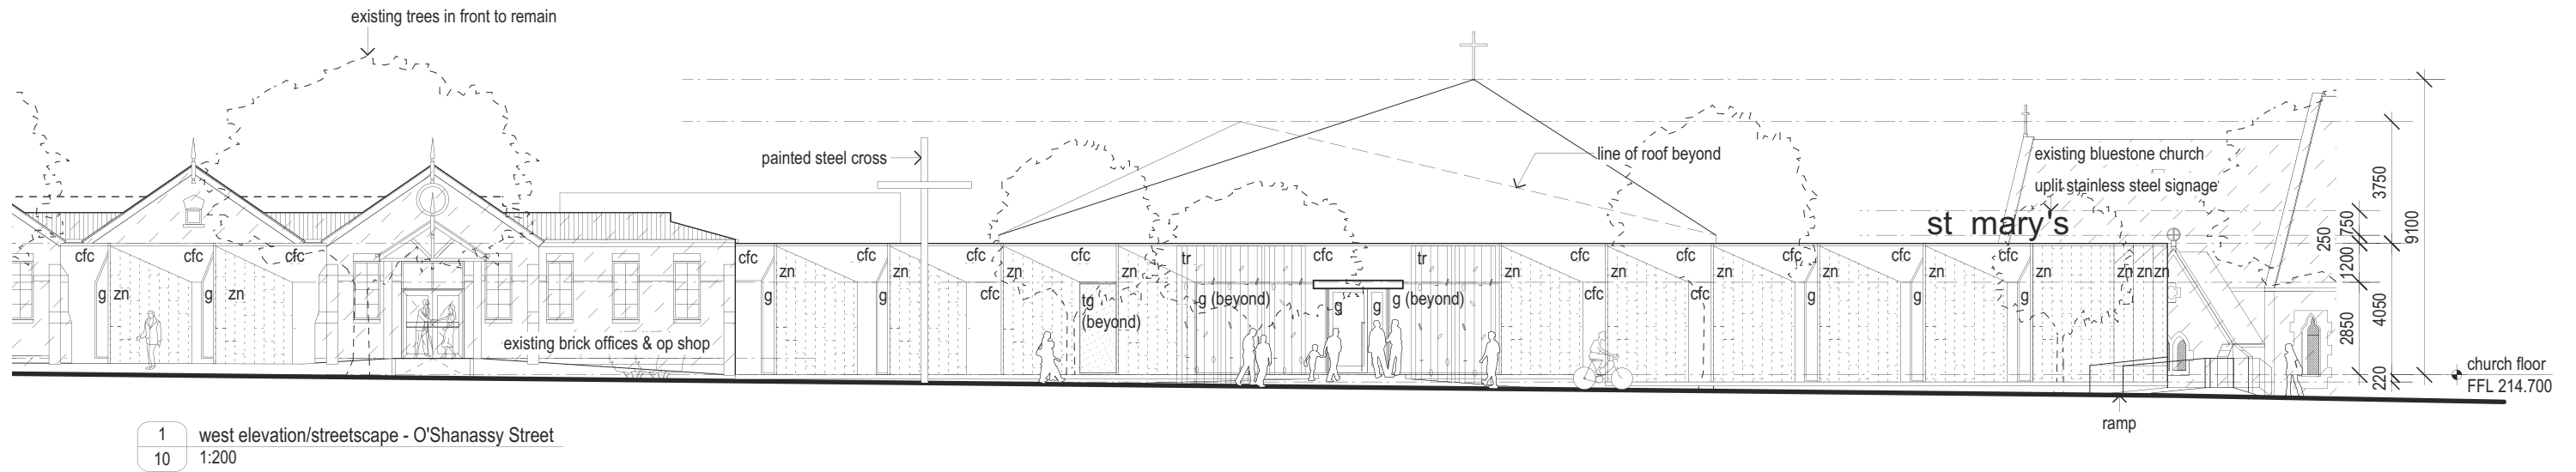 existing trees in front to remain
painted steel cross
line of roof beyond
existing bluestone church
uplit stainless steel signage
st mary's
cfc cfc cfc cfc cfc cfc cfc tr cfc tr cfc cfc cfc cfc cfc
g zn g zn zn zn zn zn zn zn zn zn zn zn zn zn zn zn
g g cfc tg g (beyond) g g g (beyond) cfc cfc g g g
(beyond)
existing brick offices & op shop
3750
750
250
9100
1200
4050
2850
220
church floor
FFL 214.700
ramp
1
10
west elevation/streetscape - O'Shanassy Street
1:200